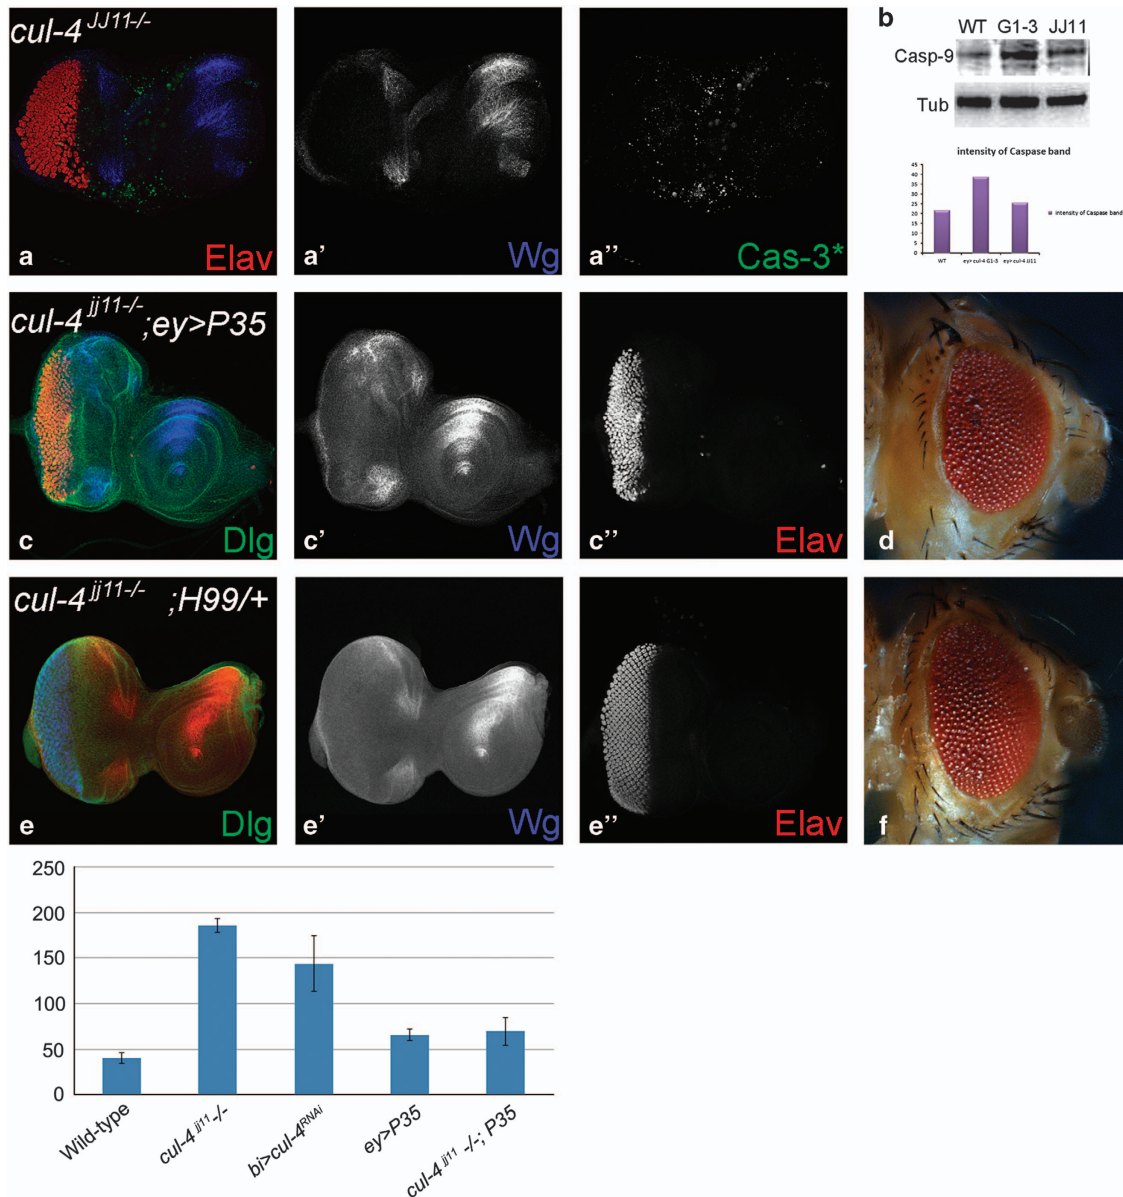 cul-4 JJ11-/-
a Elav
a' Wg
a'' Cas-3*
b
WT G1-3 JJ11
Casp-9
Tub
intensity of Caspase band
45
40
35
30
25
20
15
10
5
0
WT ey> cul-4 G1-3 ey> cul-4 JJ11
intensity of Caspase band
cul-4 jj11-/- ;ey>P35
c Dlg
c' Wg
c'' Elav
d
cul-4 jj11-/- ;H99/+
e Dlg
e' Wg
e'' Elav
f
250
200
150
100
50
0
Wild-type
cul-4 jj11 -/-
bi>cul-4 RNAi
ey>P35
cul-4 jj11 -/-; P35